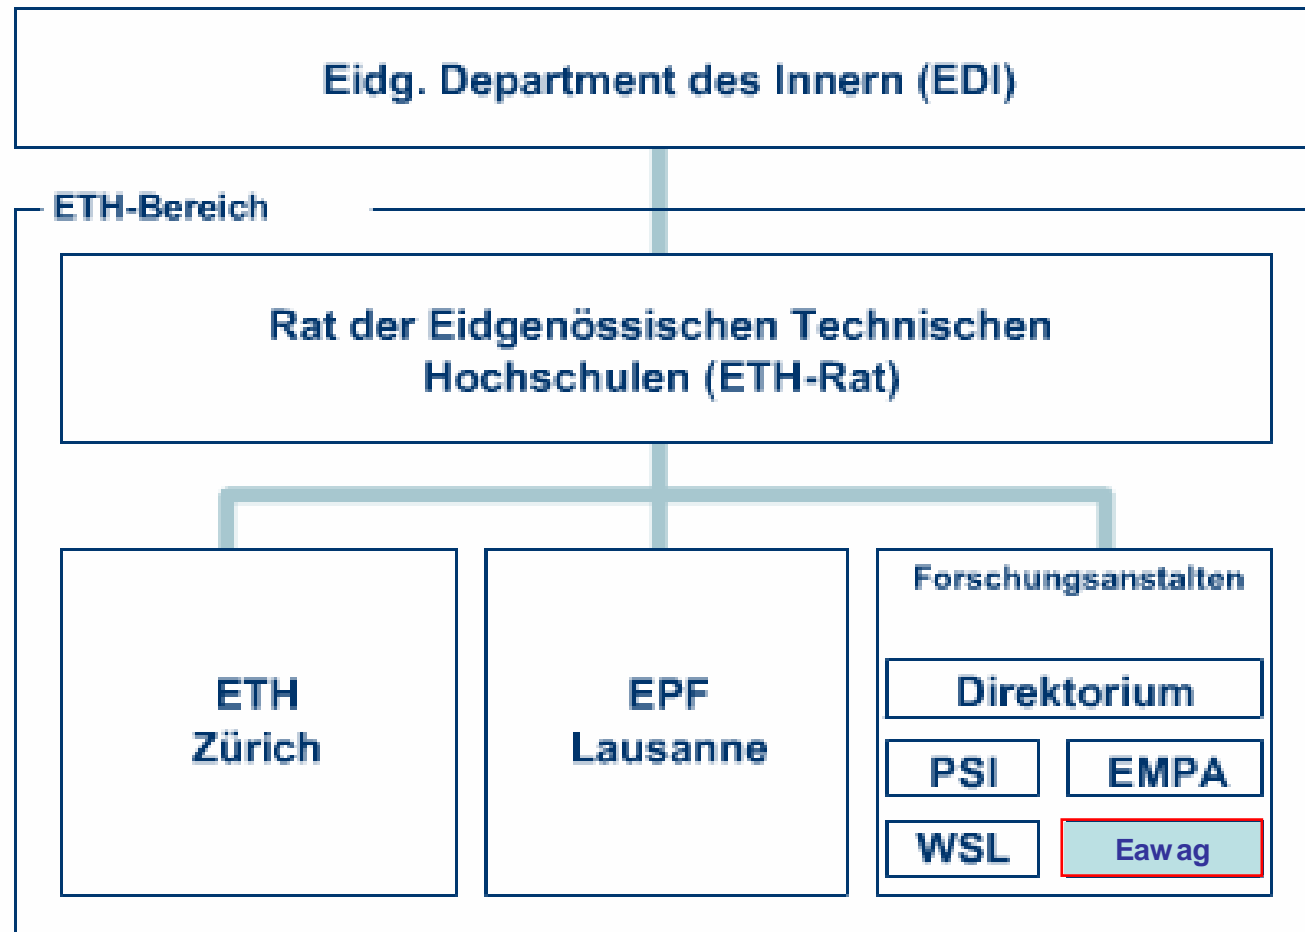 Eidg. Department des Innern (EDI)
ETH-Bereich
Rat der Eidgenössischen Technischen
Hochschulen (ETH-Rat)
ETH
Zürich
EPF
Lausanne
Forschungsanstalten
Direktorium
PSI
EMPA
WSL
Eawag